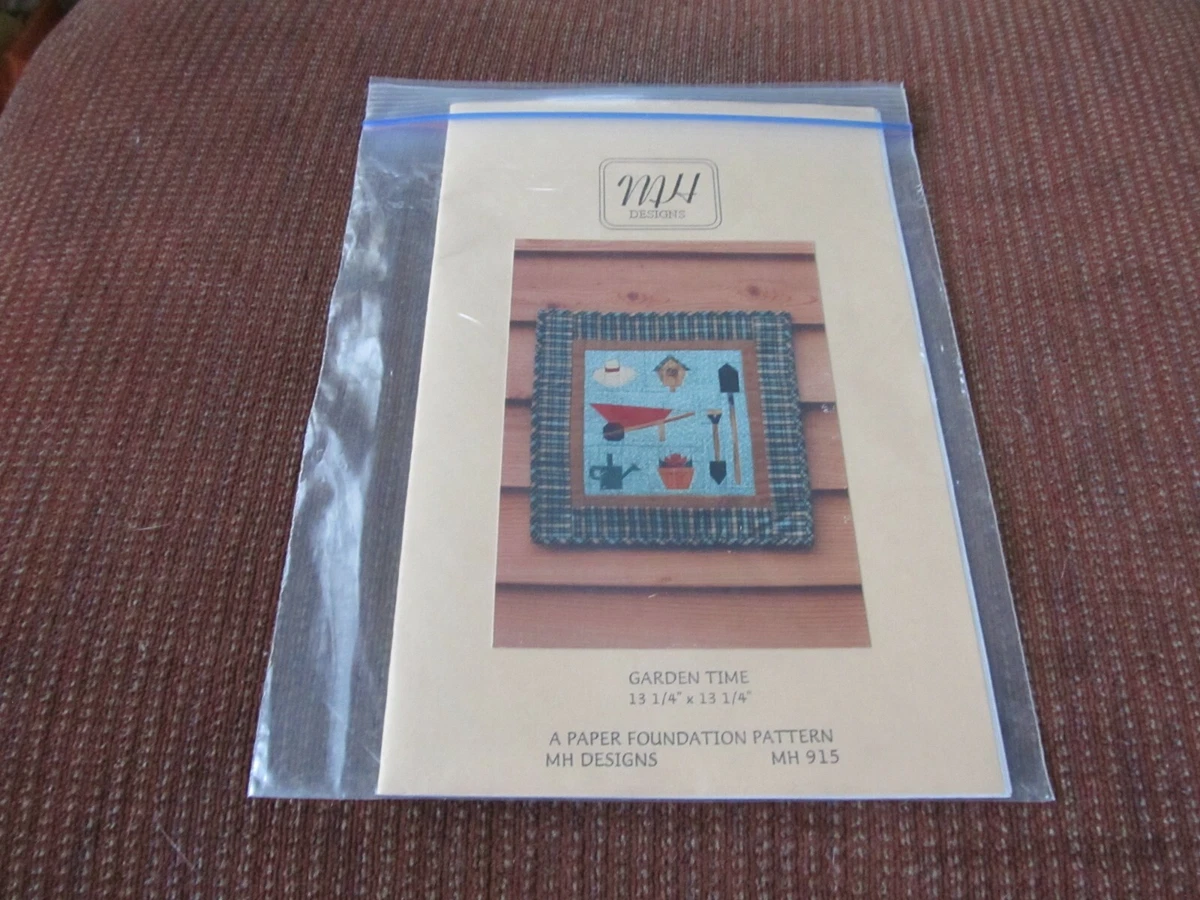 MH
DESIGNS
GARDEN TIME
13 1/4" x 13 1/4"
A PAPER FOUNDATION PATTERN
MH DESIGNS MH 915